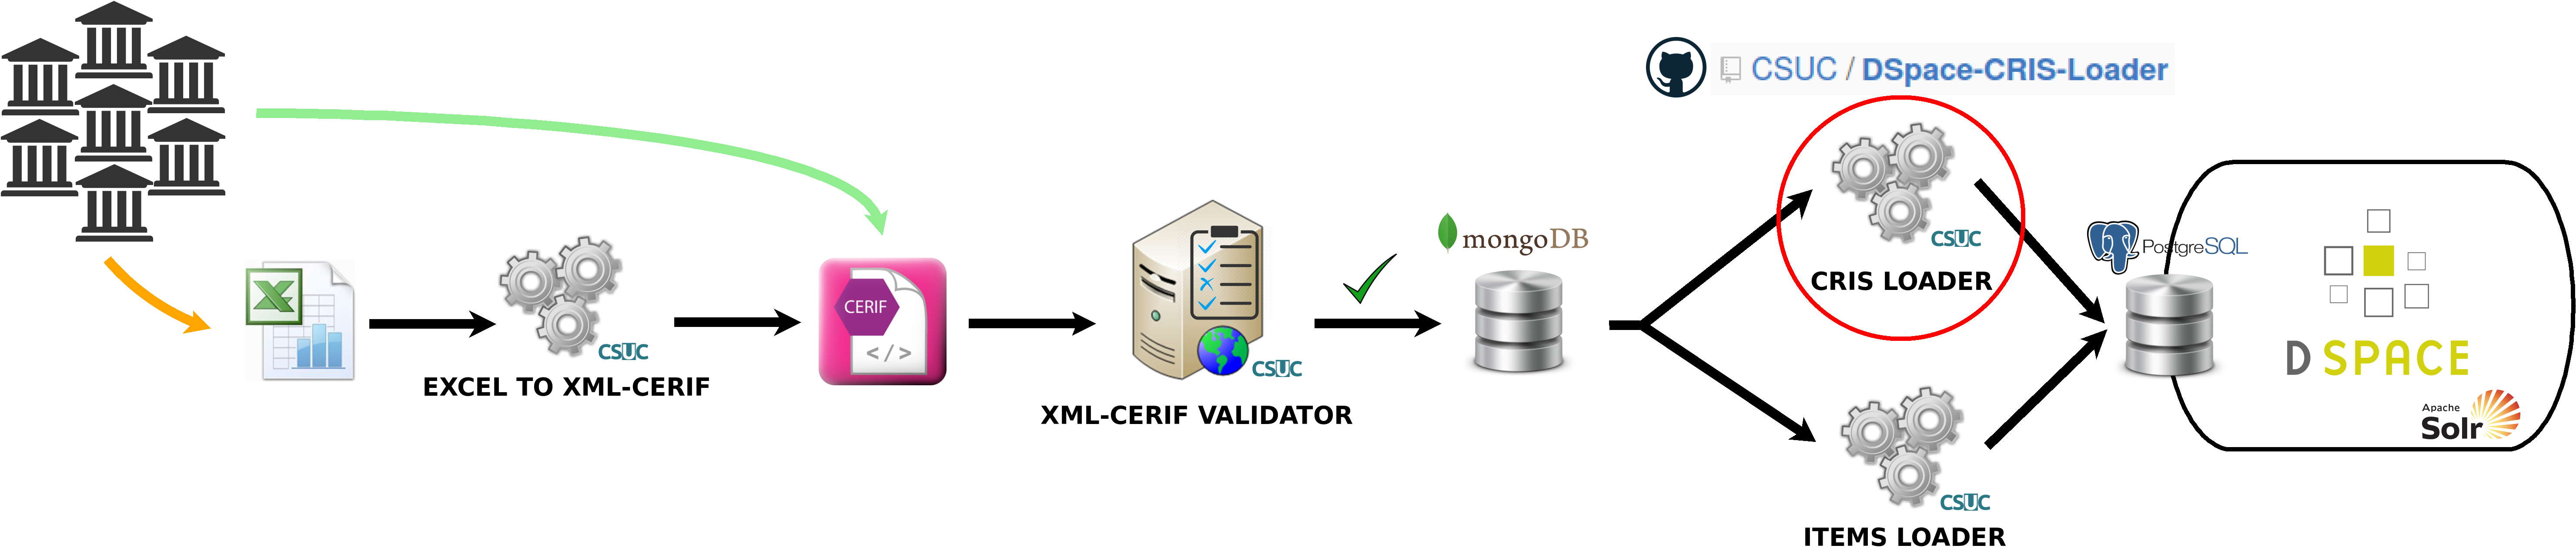 CSUC / DSpace-CRIS-Loader
CSUC
CRIS LOADER
mongoDB
PostgreSQL
CERIF
</>
CSUC
EXCEL TO XML-CERIF
CSUC
XML-CERIF VALIDATOR
DSPACE
Apache
Solr
CSUC
ITEMS LOADER